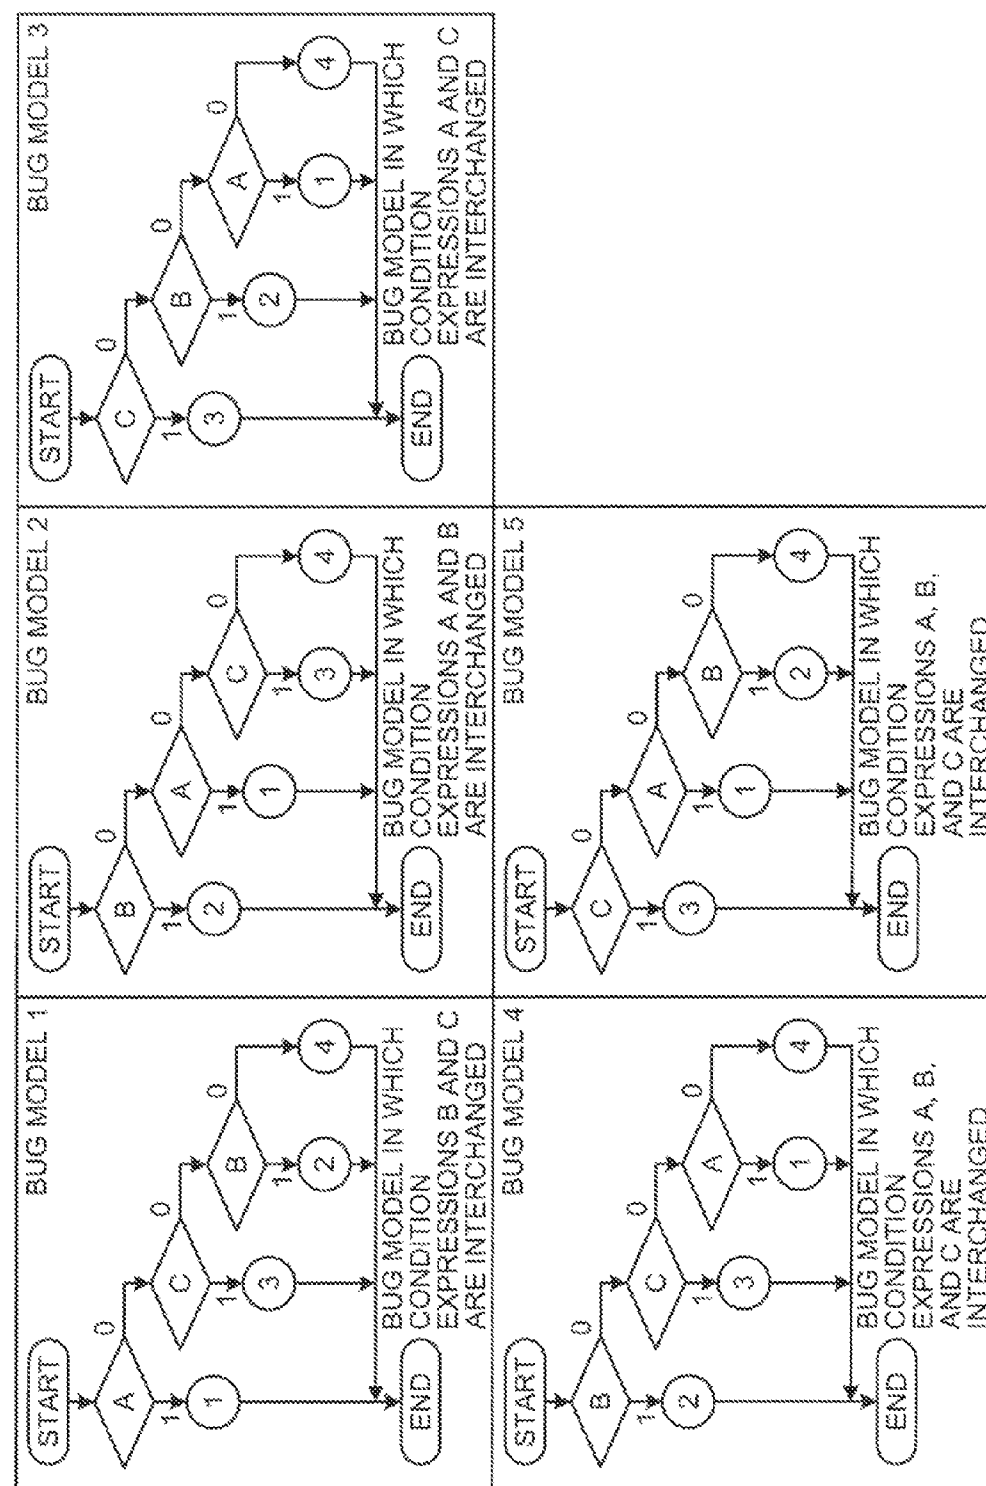 BUG MODEL 1
START
A
0
1
1
C
0
1
3
B
0
1
2
4
BUG MODEL IN WHICH
CONDITION
EXPRESSIONS B AND C
ARE INTERCHANGED
END
BUG MODEL 2
START
B
0
1
2
A
0
1
1
C
0
1
3
4
BUG MODEL IN WHICH
CONDITION
EXPRESSIONS A AND B
ARE INTERCHANGED
END
BUG MODEL 3
START
C
0
1
3
B
0
1
2
A
0
1
1
4
BUG MODEL IN WHICH
CONDITION
EXPRESSIONS A AND C
ARE INTERCHANGED
END
BUG MODEL 4
START
B
0
1
2
C
0
1
3
A
0
1
1
4
BUG MODEL IN WHICH
CONDITION
EXPRESSIONS A, B,
AND C ARE
INTERCHANGED
END
BUG MODEL 5
START
C
0
1
3
A
0
1
1
B
0
1
2
4
BUG MODEL IN WHICH
CONDITION
EXPRESSIONS A, B,
AND C ARE
INTERCHANGED
END